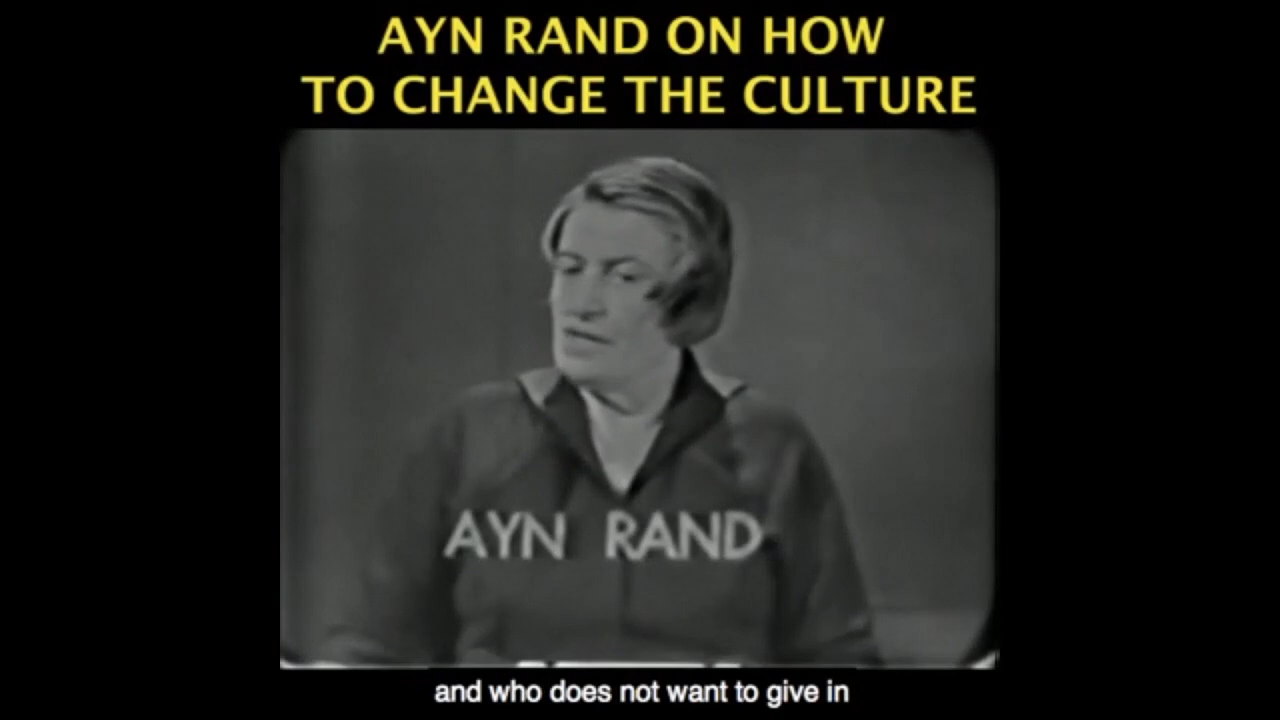 AYN RAND ON HOW
TO CHANGE THE CULTURE
AYN RAND
and who does not want to give in